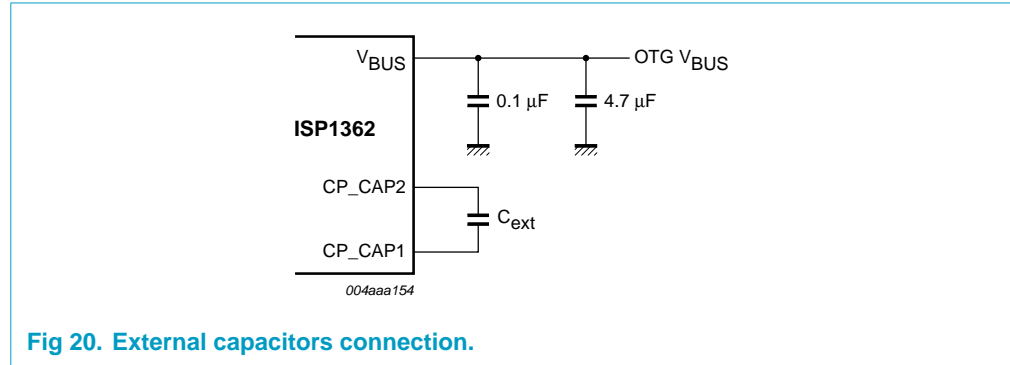 VBUS
OTG VBUS
0.1 μF
4.7 μF
ISP1362
CP_CAP2
Cext
CP_CAP1
004aaa154
Fig 20. External capacitors connection.